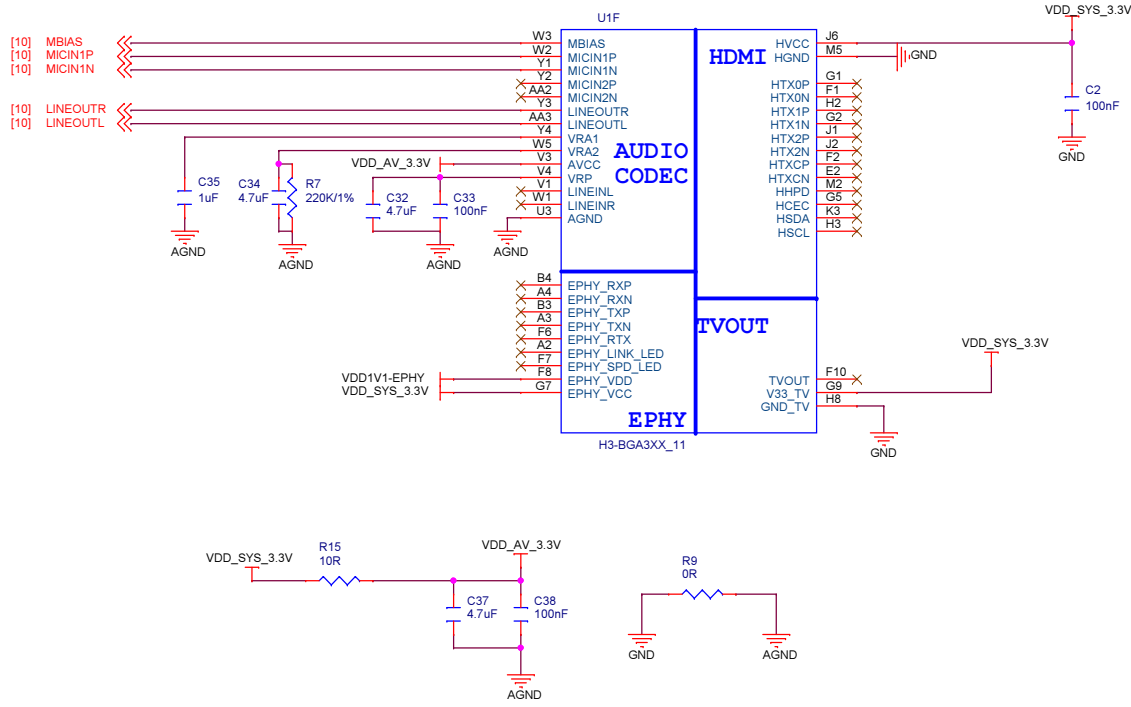 VDD_SYS_3.3V
U1F
[10] MBIAS W3 MBIAS HVCC J6
[10] MICIN1P W2 MICIN1P HDMI HGND M5 GND
[10] MICIN1N Y1 MICIN1N
Y2 MICIN2P HTX0P G1
AA2 MICIN2N HTX0N F1 C2
[10] LINEOUTR Y3 LINEOUTR HTX1P H2 100nF
[10] LINEOUTL AA3 LINEOUTL HTX1N G2
Y4 VRA1 HTX2P J1
W5 VRA2 AUDIO HTX2N J2 GND
VDD_AV_3.3V V3 AVCC CODEC HTXCP F2
V4 VRP HTXCN E2
C35 C34 R7 V1 LINEINL HHPD M2
1uF 4.7uF 220K/1% C32 C33 W1 LINEINR HCEC G5
4.7uF 100nF U3 AGND HSDA K3
HSCL H3
AGND AGND AGND AGND
B4 EPHY_RXP
A4 EPHY_RXN
B3 EPHY_TXP
A3 EPHY_TXN TVOUT
F6 EPHY_RTX
A2 EPHY_LINK_LED VDD_SYS_3.3V
F7 EPHY_SPD_LED
VDD1V1-EPHY F8 EPHY_VDD TVOUT F10
VDD_SYS_3.3V G7 EPHY_VCC V33_TV G9
GND_TV H8
EPHY
H3-BGA3XX_11 GND
VDD_SYS_3.3V R15 VDD_AV_3.3V R9
10R 0R
C37 C38
4.7uF 100nF
GND AGND
AGND